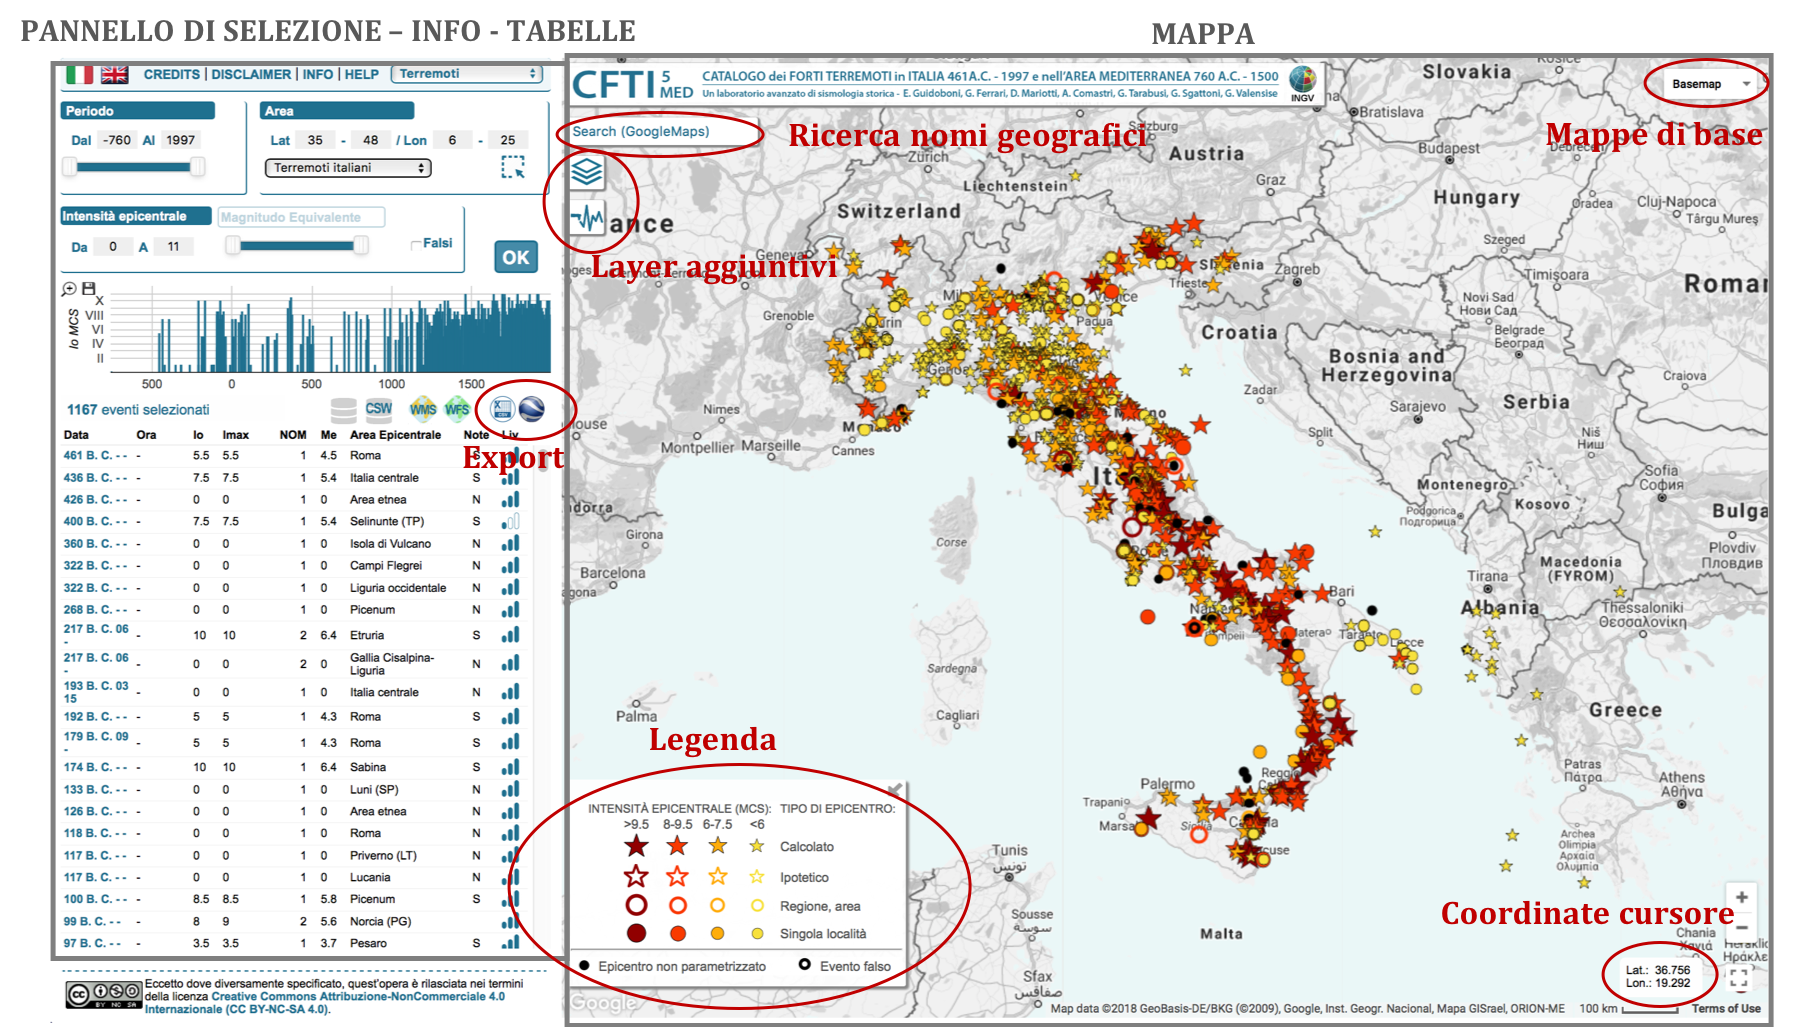 PANNELLO DI SELEZIONE – INFO - TABELLE
MAPPA
CREDITS | DISCLAIMER | INFO | HELP
Terremoti
Periodo
Dal -760 Al 1997
Area
Lat 35 - 48 / Lon 6 - 25
Terremoti italiani
Intensità epicentrale
Magnitudo Equivalente
Da 0 A 11
Falsi
OK
Io MCS
X
VIII
VI
IV
II
500 0 500 1000 1500
1167 eventi selezionati
CSW WMS WFS
Export
Data Ora Io Imax NOM Me Area Epicentrale Note Liv
461 B. C. - - - 5.5 5.5 1 4.5 Roma S
436 B. C. - - - 7.5 7.5 1 5.4 Italia centrale S
426 B. C. - - - 0 0 1 0 Area etnea N
400 B. C. - - - 7.5 7.5 1 5.4 Selinunte (TP) S
360 B. C. - - - 0 0 1 0 Isola di Vulcano N
322 B. C. - - - 0 0 1 0 Campi Flegrei N
322 B. C. - - - 0 0 1 0 Liguria occidentale N
268 B. C. - - - 0 0 1 0 Picenum N
217 B. C. 06 - - 10 10 2 6.4 Etruria S
217 B. C. 06 - - 0 0 2 0 Gallia Cisalpina-Liguria N
193 B. C. 03 15 - 0 0 1 0 Italia centrale N
192 B. C. - - - 5 5 1 4.3 Roma S
179 B. C. 09 - - 5 5 1 4.3 Roma S
174 B. C. - - - 10 10 1 6.4 Sabina S
133 B. C. - - - 0 0 1 0 Luni (SP) N
126 B. C. - - - 0 0 1 0 Area etnea N
118 B. C. - - - 0 0 1 0 Roma N
117 B. C. - - - 0 0 1 0 Priverno (LT) N
117 B. C. - - - 0 0 1 0 Lucania N
100 B. C. - - - 8.5 8.5 1 5.8 Picenum S
99 B. C. - - - 8 9 2 5.6 Norcia (PG)
97 B. C. - - - 3.5 3.5 1 3.7 Pesaro S
cc BY NC SA
Eccetto dove diversamente specificato, quest'opera è rilasciata nei termini
della licenza Creative Commons Attribuzione-NonCommerciale 4.0
Internazionale (CC BY-NC-SA 4.0).
CFTI 5 MED
CATALOGO dei FORTI TERREMOTI in ITALIA 461 A.C. - 1997 e nell'AREA MEDITERRANEA 760 A.C. - 1500
Un laboratorio avanzato di sismologia storica - E. Guidoboni, G. Ferrari, D. Mariotti, A. Comastri, G. Tarabusi, G. Sgattoni, G. Valensise
INGV
Basemap
Mappe di base
Search (GoogleMaps)
Ricerca nomi geografici
Layer aggiuntivi
Slovakia
Košice
Bratislava
Salzburg
Austria
Budapest
Debrecen
Zürich
Liechtenstein
Graz
Hungary
Oradea
Cluj-Napoca
Târgu Mureș
Switzerland
ance
Szeged
Geneva
Slovenia
Zagreb
Timișoara
Trieste
Romar
Venice
Padua
Grenoble
Novi Sad
Нови Сад
Belgrade
Београд
Croatia
Bosnia and
Herzegovina
Craiova
Zadar
Serbia
Sarajevo
Nimes
Montpellier
Marseille
Cannes
Split
Niš
Ниш
Sofia
София
Montenegro
Kosovo
Podgorica
Подгорица
Bulga
Plovdiv
Пловдив
Macedonia
(FYROM)
Tirana
Albania
Thessaloniki
Θεσσαλονίκη
Girona
Barcelona
Corse
Bari
Lecce
Sardegna
Cagliari
Palma
Greece
Patras
Πάτρα
Athens
Αθήνα
Palermo
Trapani
Archea
Olimpia
Αρχαία
Ολυμπία
Tunis
تونس
Sousse
سوسة
Sfax
صفاقس
Malta
Chania
Χανιά
Legenda
INTENSITÀ EPICENTRALE (MCS): TIPO DI EPICENTRO:
>9.5 8-9.5 6-7.5 <6
Calcolato
Ipotetico
Regione, area
Singola località
Epicentro non parametrizzato
Evento falso
Coordinate cursore
Lat.: 36.756
Lon.: 19.292
Google
Map data ©2018 GeoBasis-DE/BKG (©2009), Google, Inst. Geogr. Nacional, Mapa GISrael, ORION-ME
100 km
Terms of Use